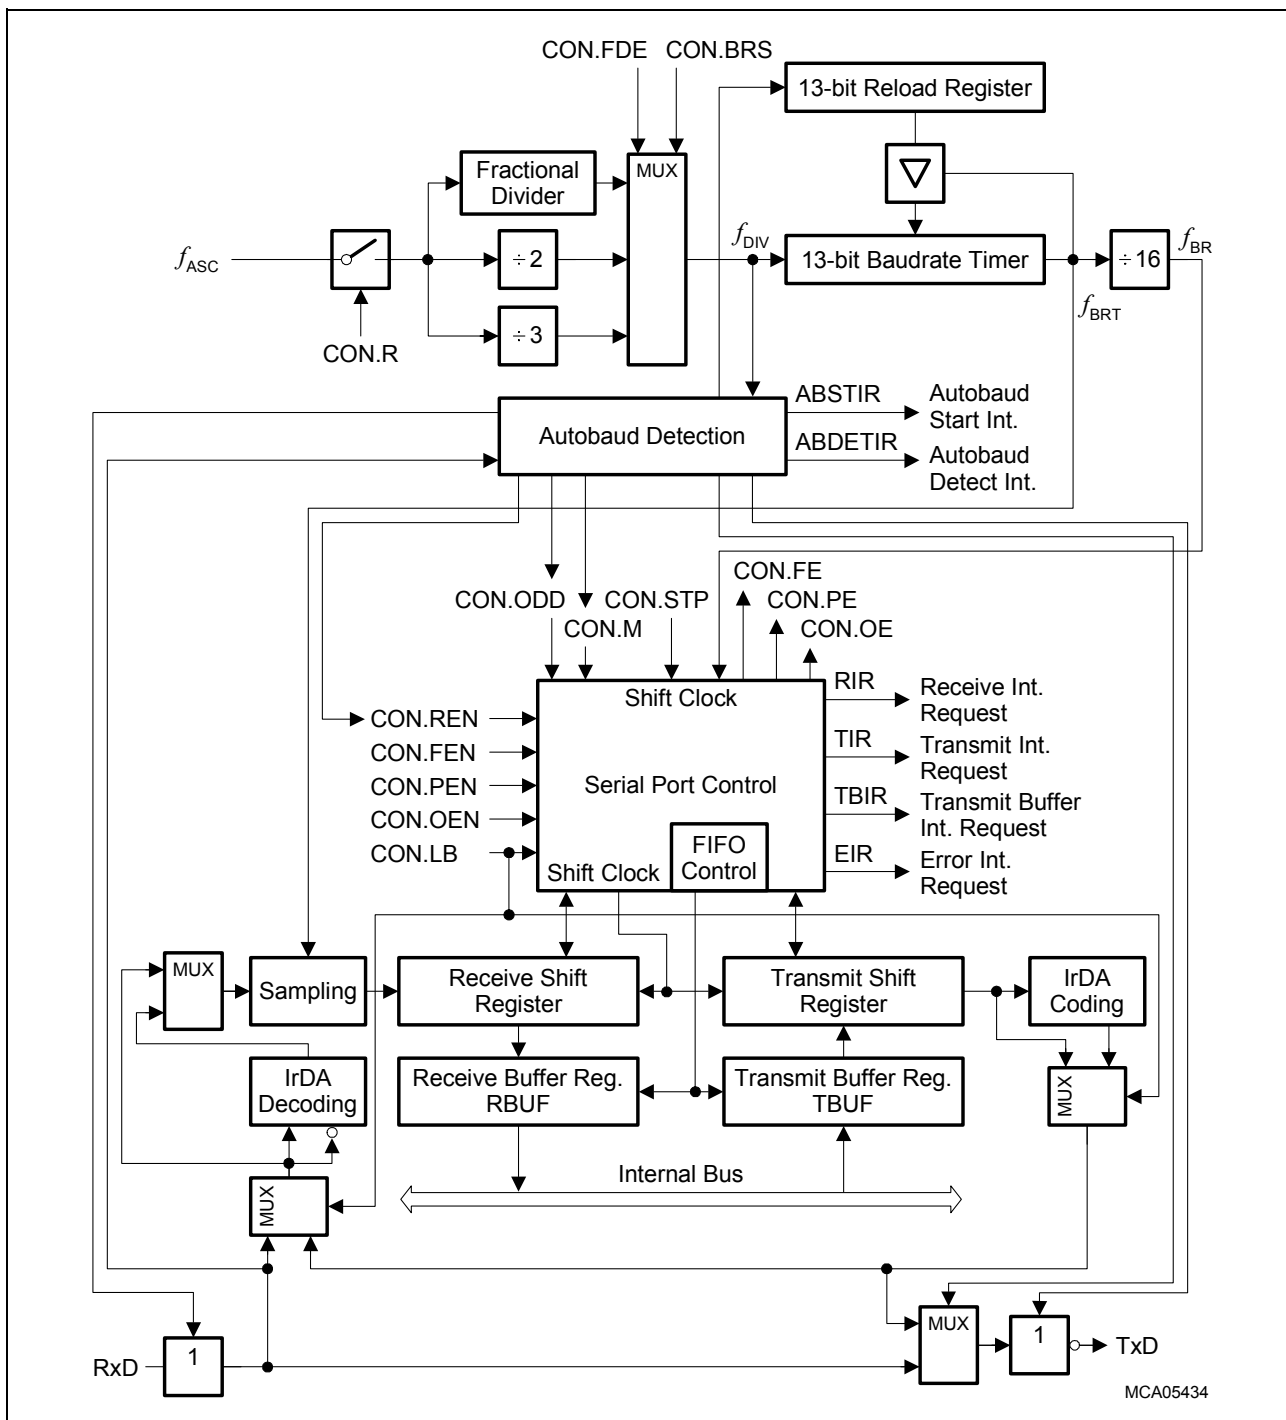 CON.FDE CON.BRS
13-bit Reload Register
MUX
Fractional
Divider
fASC
÷ 2
÷ 3
CON.R
fDIV
13-bit Baudrate Timer
÷ 16
fBR
fBRT
Autobaud Detection
ABSTIR
Autobaud
Start Int.
ABDETIR
Autobaud
Detect Int.
CON.ODD
CON.M
CON.STP
CON.FE
CON.PE
CON.OE
Shift Clock
CON.REN
CON.FEN
CON.PEN
CON.OEN
CON.LB
Serial Port Control
Shift Clock
FIFO
Control
RIR
Receive Int.
Request
TIR
Transmit Int.
Request
TBIR
Transmit Buffer
Int. Request
EIR
Error Int.
Request
MUX
Sampling
Receive Shift
Register
Transmit Shift
Register
IrDA
Coding
IrDA
Decoding
Receive Buffer Reg.
RBUF
Transmit Buffer Reg.
TBUF
MUX
Internal Bus
MUX
RxD
1
MUX
1
TxD
MCA05434